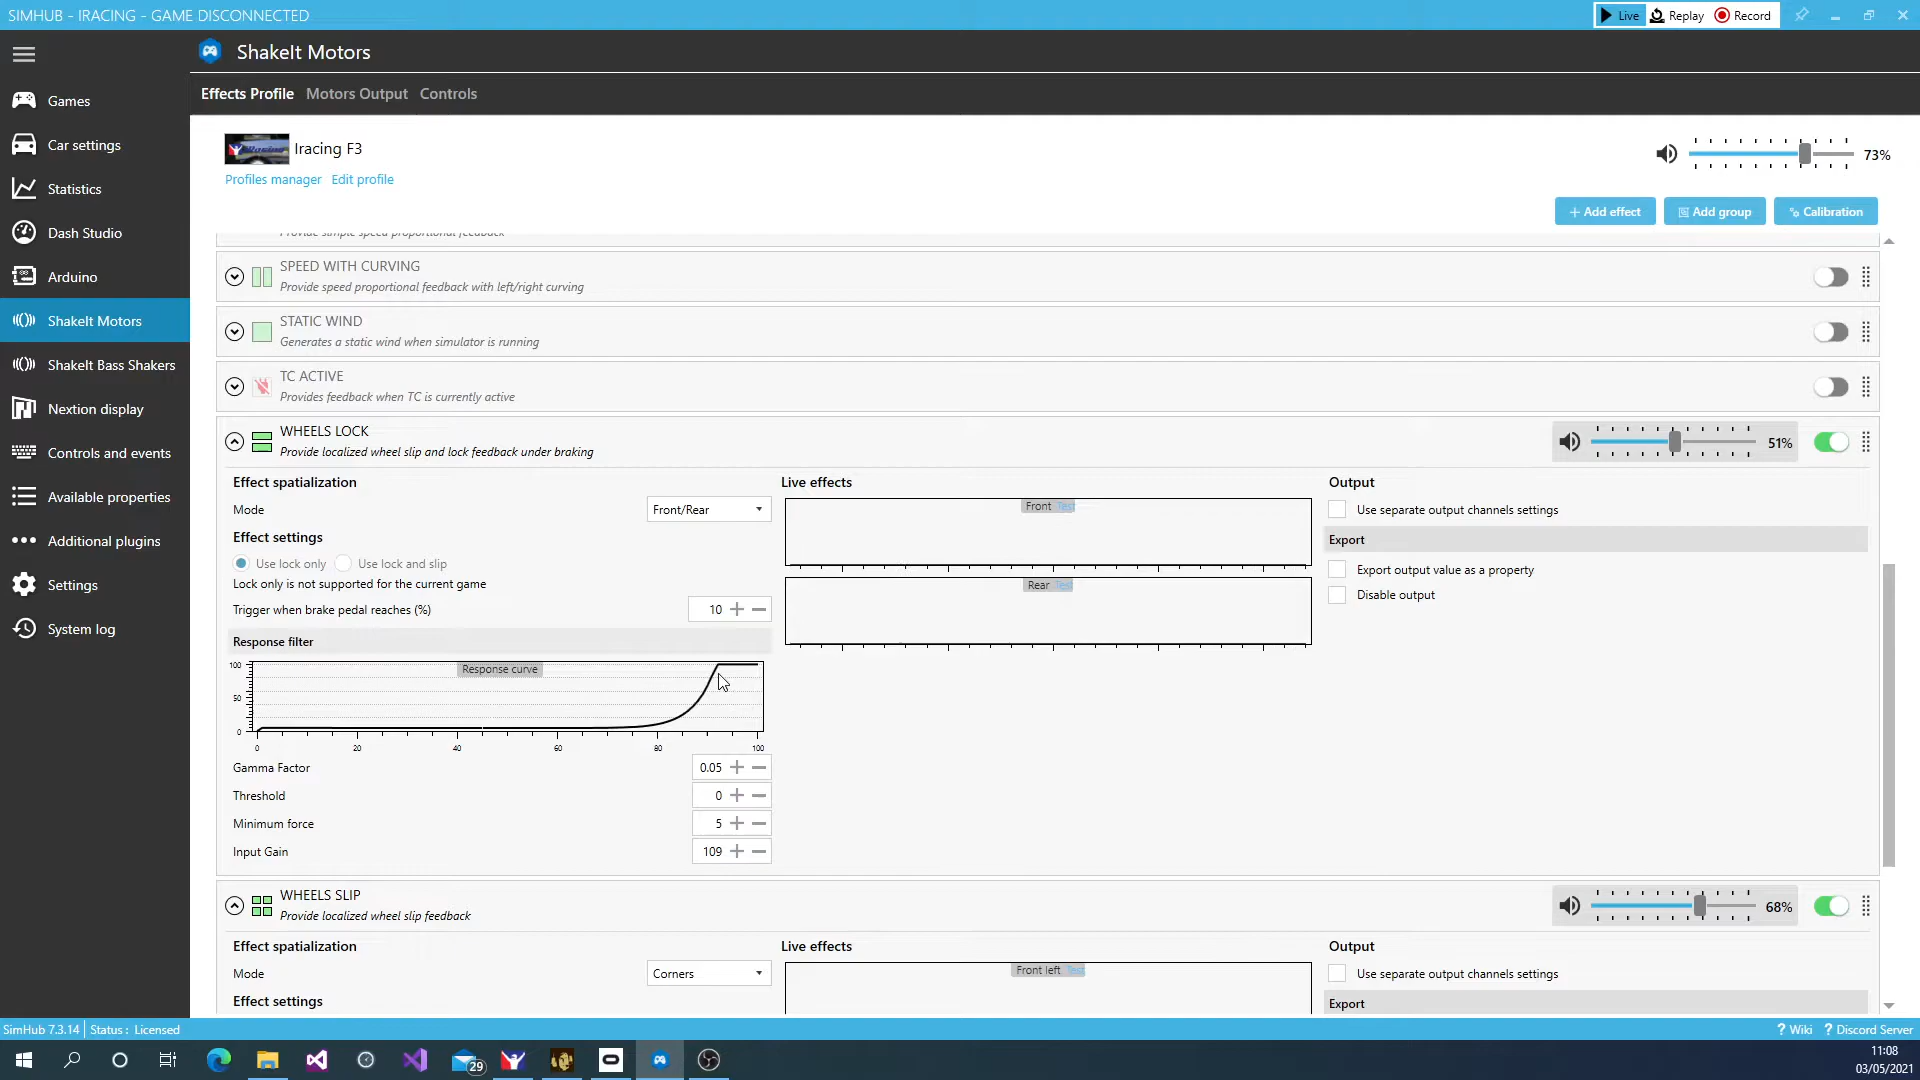 SIMHUB - IRACING - GAME DISCONNECTED
Live Replay Record
ShakeIt Motors
Effects Profile Motors Output Controls
Games
Car settings
Statistics
Dash Studio
Arduino
ShakeIt Motors
ShakeIt Bass Shakers
Nextion display
Controls and events
Available properties
Additional plugins
Settings
System log
Iracing F3
73%
Profiles manager Edit profile
+ Add effect Add group Calibration
Provide simple speed proportional feedback
SPEED WITH CURVING
Provide speed proportional feedback with left/right curving
STATIC WIND
Generates a static wind when simulator is running
TC ACTIVE
Provides feedback when TC is currently active
WHEELS LOCK
Provide localized wheel slip and lock feedback under braking
51%
Effect spatialization
Mode Front/Rear
Effect settings
Use lock only Use lock and slip
Lock only is not supported for the current game
Trigger when brake pedal reaches (%) 10
Response filter
Response curve
100
50
0
0 20 40 60 80 100
Gamma Factor 0.05
Threshold 0
Minimum force 5
Input Gain 109
Live effects
Front Test
Rear Test
Output
Use separate output channels settings
Export
Export output value as a property
Disable output
WHEELS SLIP
Provide localized wheel slip feedback
68%
Effect spatialization
Mode Corners
Effect settings
Live effects
Front left Test
Output
Use separate output channels settings
Export
SimHub 7.3.14 Status : Licensed
? Wiki ? Discord Server
29
11:08
03/05/2021